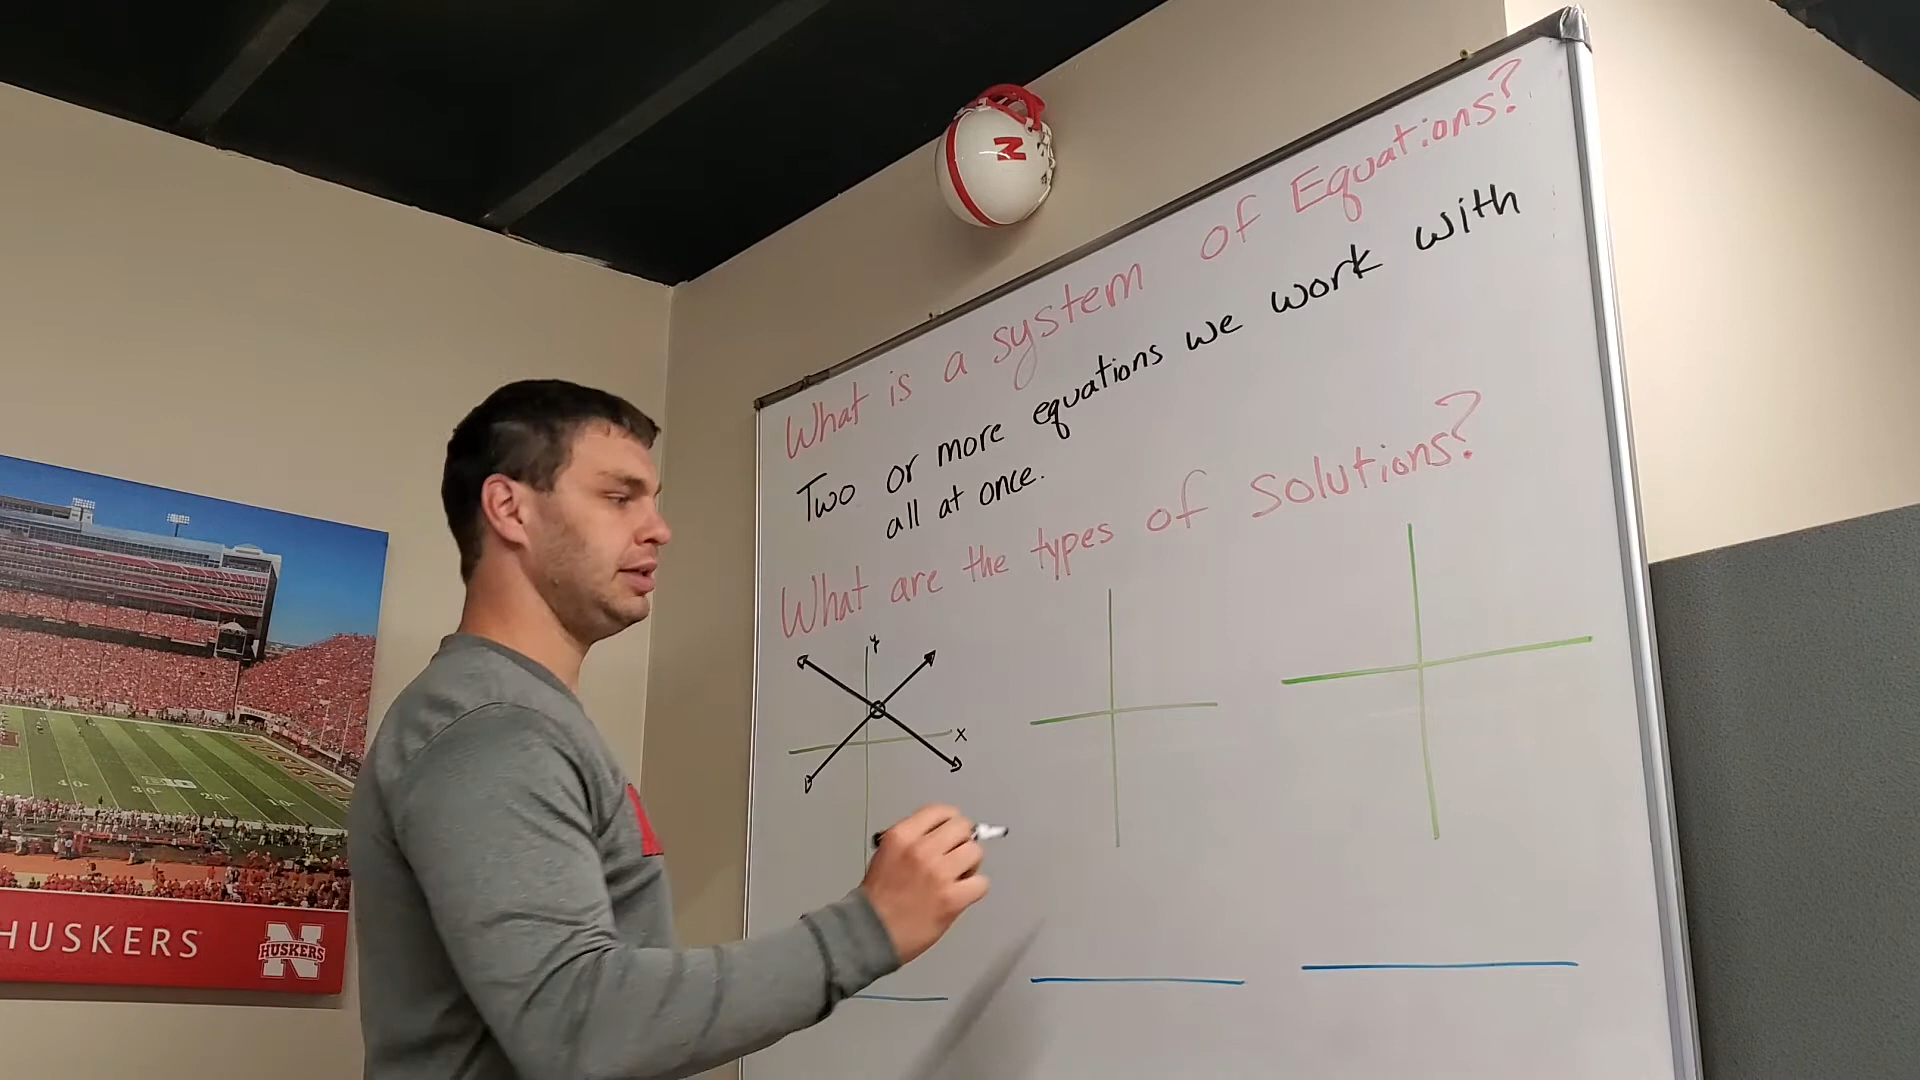 What is a system of Equations?
Two or more equations we work with
all at once.
What are the types of Solutions?
y
x
N
HUSKERS
N
HUSKERS